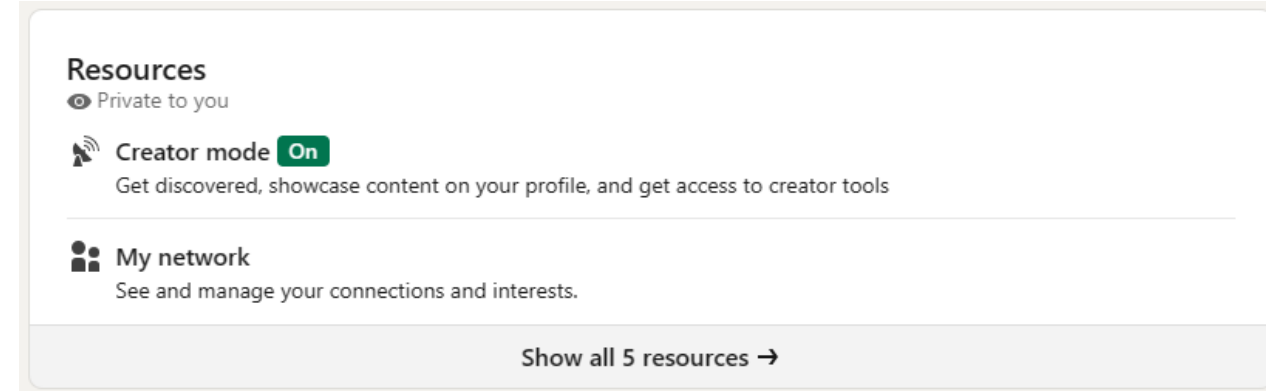 Resources
Private to you
Creator mode On
Get discovered, showcase content on your profile, and get access to creator tools
My network
See and manage your connections and interests.
Show all 5 resources →